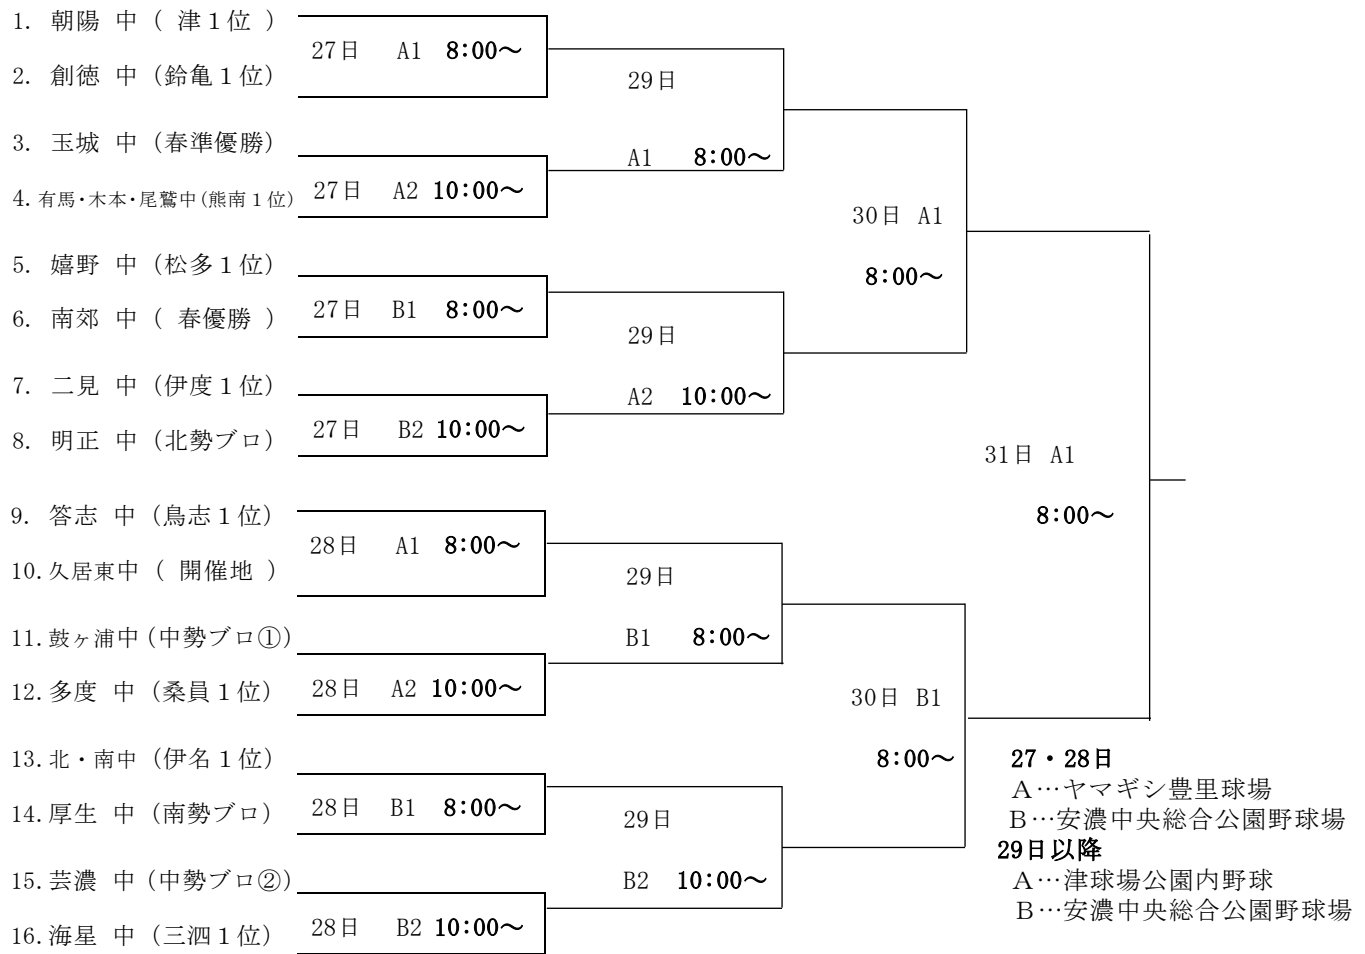 1. 朝陽 中 ( 津１位 )
27日 A1 8:00～
2. 創徳 中 (鈴亀１位)
29日
A1 8:00～
3. 玉城 中 (春準優勝)
4. 有馬・木本・尾鷲中(熊南１位)
27日 A2 10:00～
30日 A1
8:00～
5. 嬉野 中 (松多１位)
27日 B1 8:00～
6. 南郊 中 ( 春優勝 )
29日
A2 10:00～
7. 二見 中 (伊度１位)
27日 B2 10:00～
8. 明正 中 (北勢ブロ)
31日 A1
8:00～
9. 答志 中 (鳥志１位)
28日 A1 8:00～
10.久居東中 ( 開催地 )
29日
B1 8:00～
11.鼓ヶ浦中(中勢ブロ①)
12.多度 中 (桑員１位)
28日 A2 10:00～
30日 B1
8:00～
13.北・南中 (伊名１位)
28日 B1 8:00～
14.厚生 中 (南勢ブロ)
29日
B2 10:00～
15.芸濃 中 (中勢ブロ②)
28日 B2 10:00～
16.海星 中 (三泗１位)
27・28日
Ａ…ヤマギシ豊里球場
Ｂ…安濃中央総合公園野球場
29日以降
Ａ…津球場公園内野球
Ｂ…安濃中央総合公園野球場